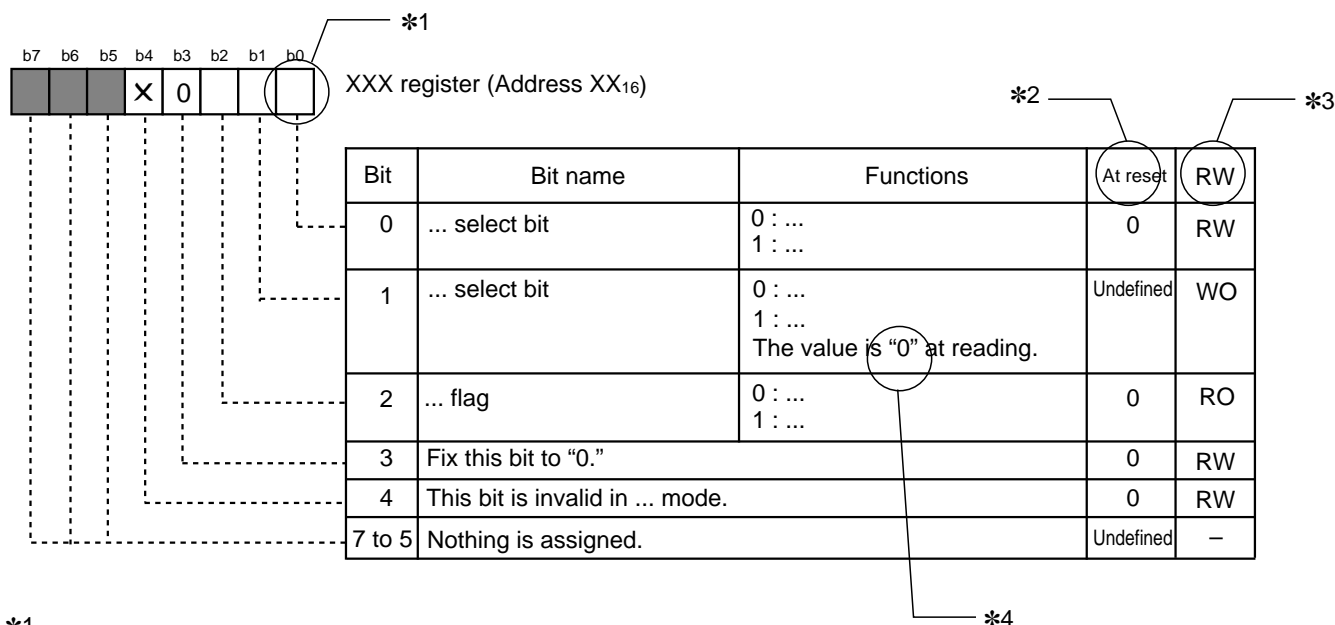 ✽1
b7 b6 b5 b4 b3 b2 b1 b0
X 0
XXX register (Address XX16)
✽2
✽3
Bit Bit name Functions At reset RW
0 ... select bit 0 : ... 0 RW
1 : ...
1 ... select bit 0 : ... Undefined WO
1 : ...
The value is “0” at reading.
2 ... flag 0 : ... 0 RO
1 : ...
3 Fix this bit to “0.” 0 RW
4 This bit is invalid in ... mode. 0 RW
7 to 5 Nothing is assigned. Undefined –
✽4
✽1